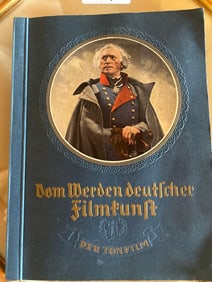 Vom Werden deutscher
Filmkunst
DER TONFILM